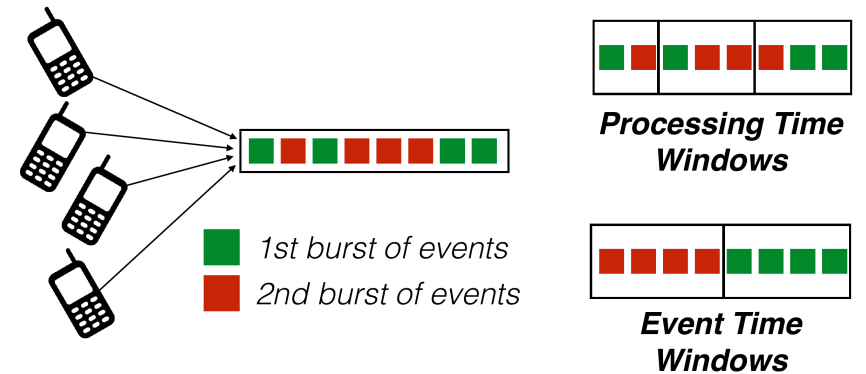 1st burst of events
2nd burst of events
Processing Time
Windows
Event Time
Windows